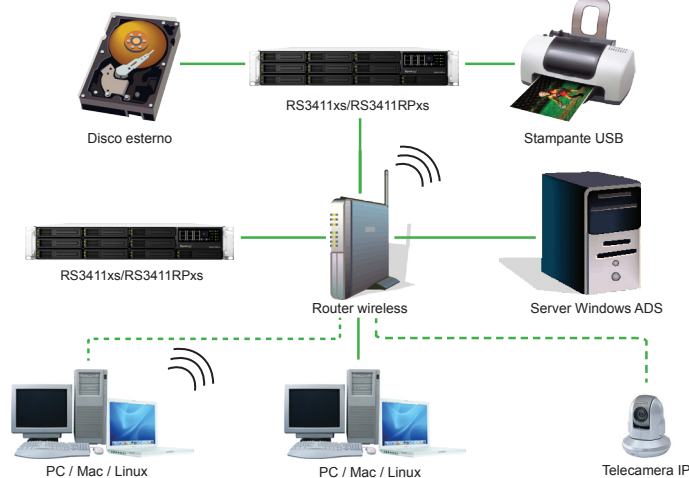 RS3411xs/RS3411RPxs
Disco esterno
Stampante USB
RS3411xs/RS3411RPxs
Router wireless
Server Windows ADS
PC / Mac / Linux
PC / Mac / Linux
Telecamera IP